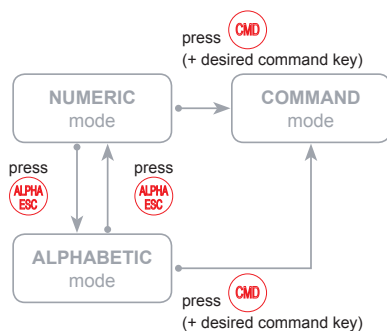 press CMD
(+ desired command key)
NUMERIC
mode
COMMAND
mode
press
ALPHA
ESC
press
ALPHA
ESC
ALPHABETIC
mode
press CMD
(+ desired command key)